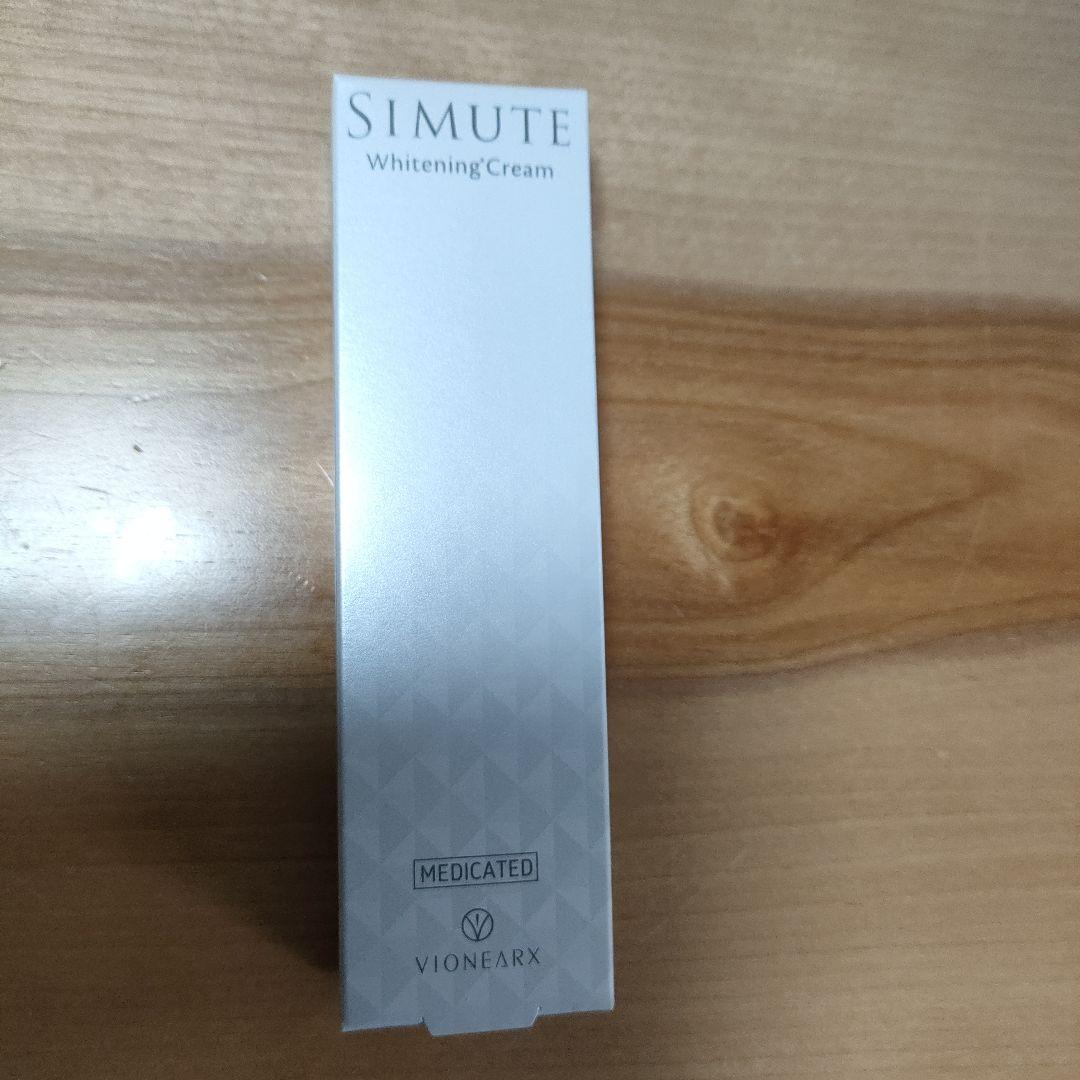 SIMUTE
Whitening*Cream
MEDICATED
VIONEARX